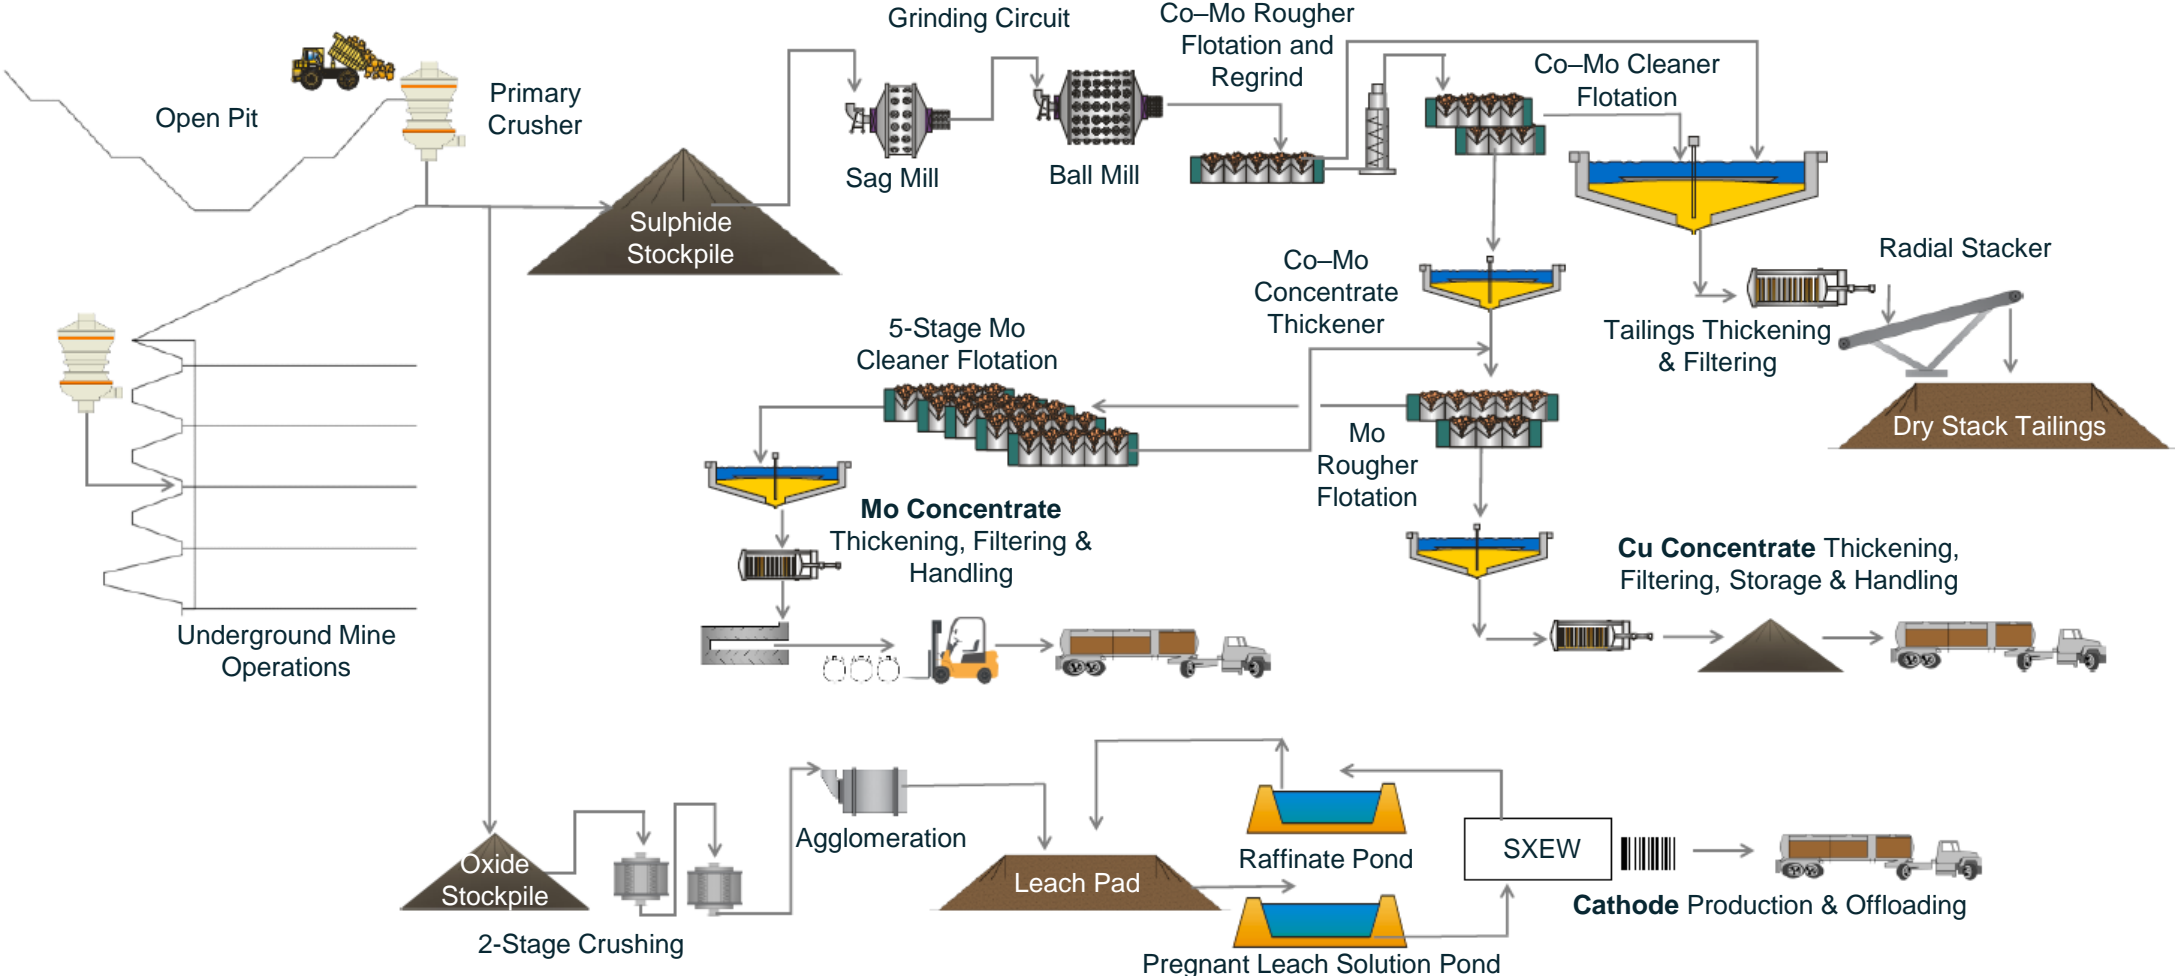 Grinding Circuit
Co–Mo Rougher
Flotation and
Regrind
Co–Mo Cleaner
Flotation
Open Pit
Primary
Crusher
Sag Mill
Ball Mill
Sulphide
Stockpile
Radial Stacker
Co–Mo
Concentrate
Thickener
Tailings Thickening
& Filtering
5-Stage Mo
Cleaner Flotation
Dry Stack Tailings
Mo
Rougher
Flotation
Mo Concentrate
Thickening, Filtering &
Handling
Cu Concentrate Thickening,
Filtering, Storage & Handling
Underground Mine
Operations
Agglomeration
Oxide
Stockpile
2-Stage Crushing
Leach Pad
Raffinate Pond
SXEW
Cathode Production & Offloading
Pregnant Leach Solution Pond